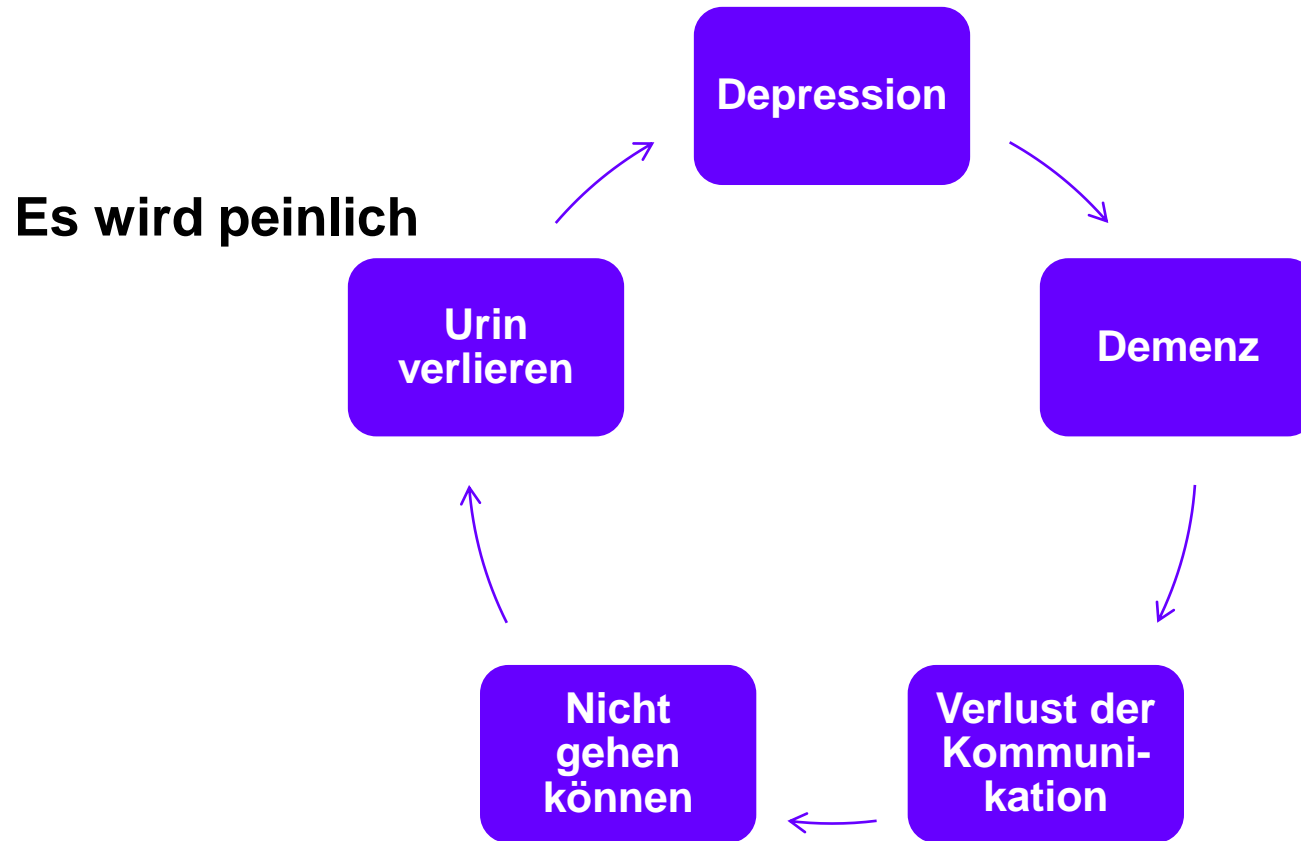 Depression
Es wird peinlich
Urin
verlieren
Demenz
Nicht
gehen
können
Verlust der
Kommuni-
kation